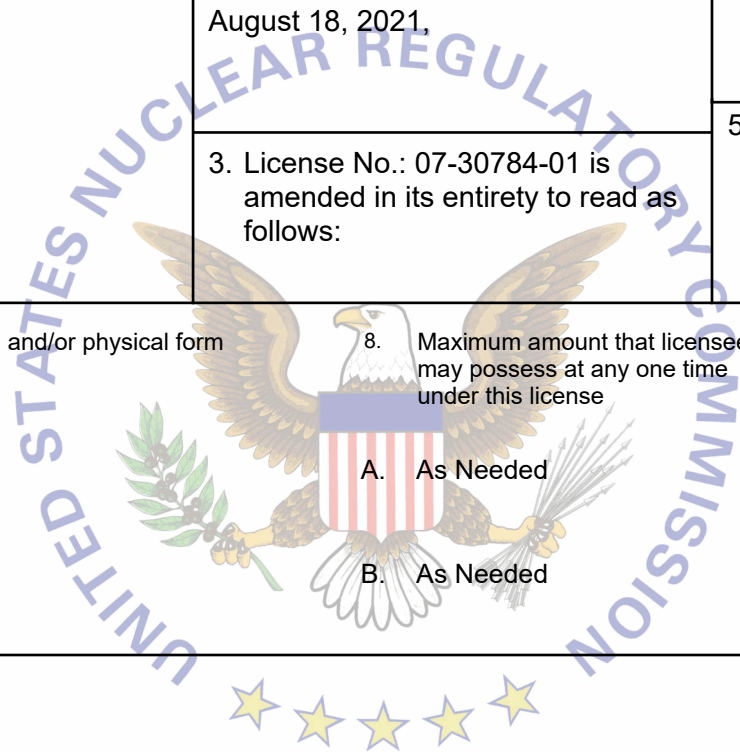 August 18, 2021,
5
3. License No.: 07-30784-01 is
amended in its entirety to read as
follows:
and/or physical form
8. Maximum amount that licensee
may possess at any one time
under this license
A. As Needed
B. As Needed
UNITED STATES NUCLEAR REGULATORY COMMISSION